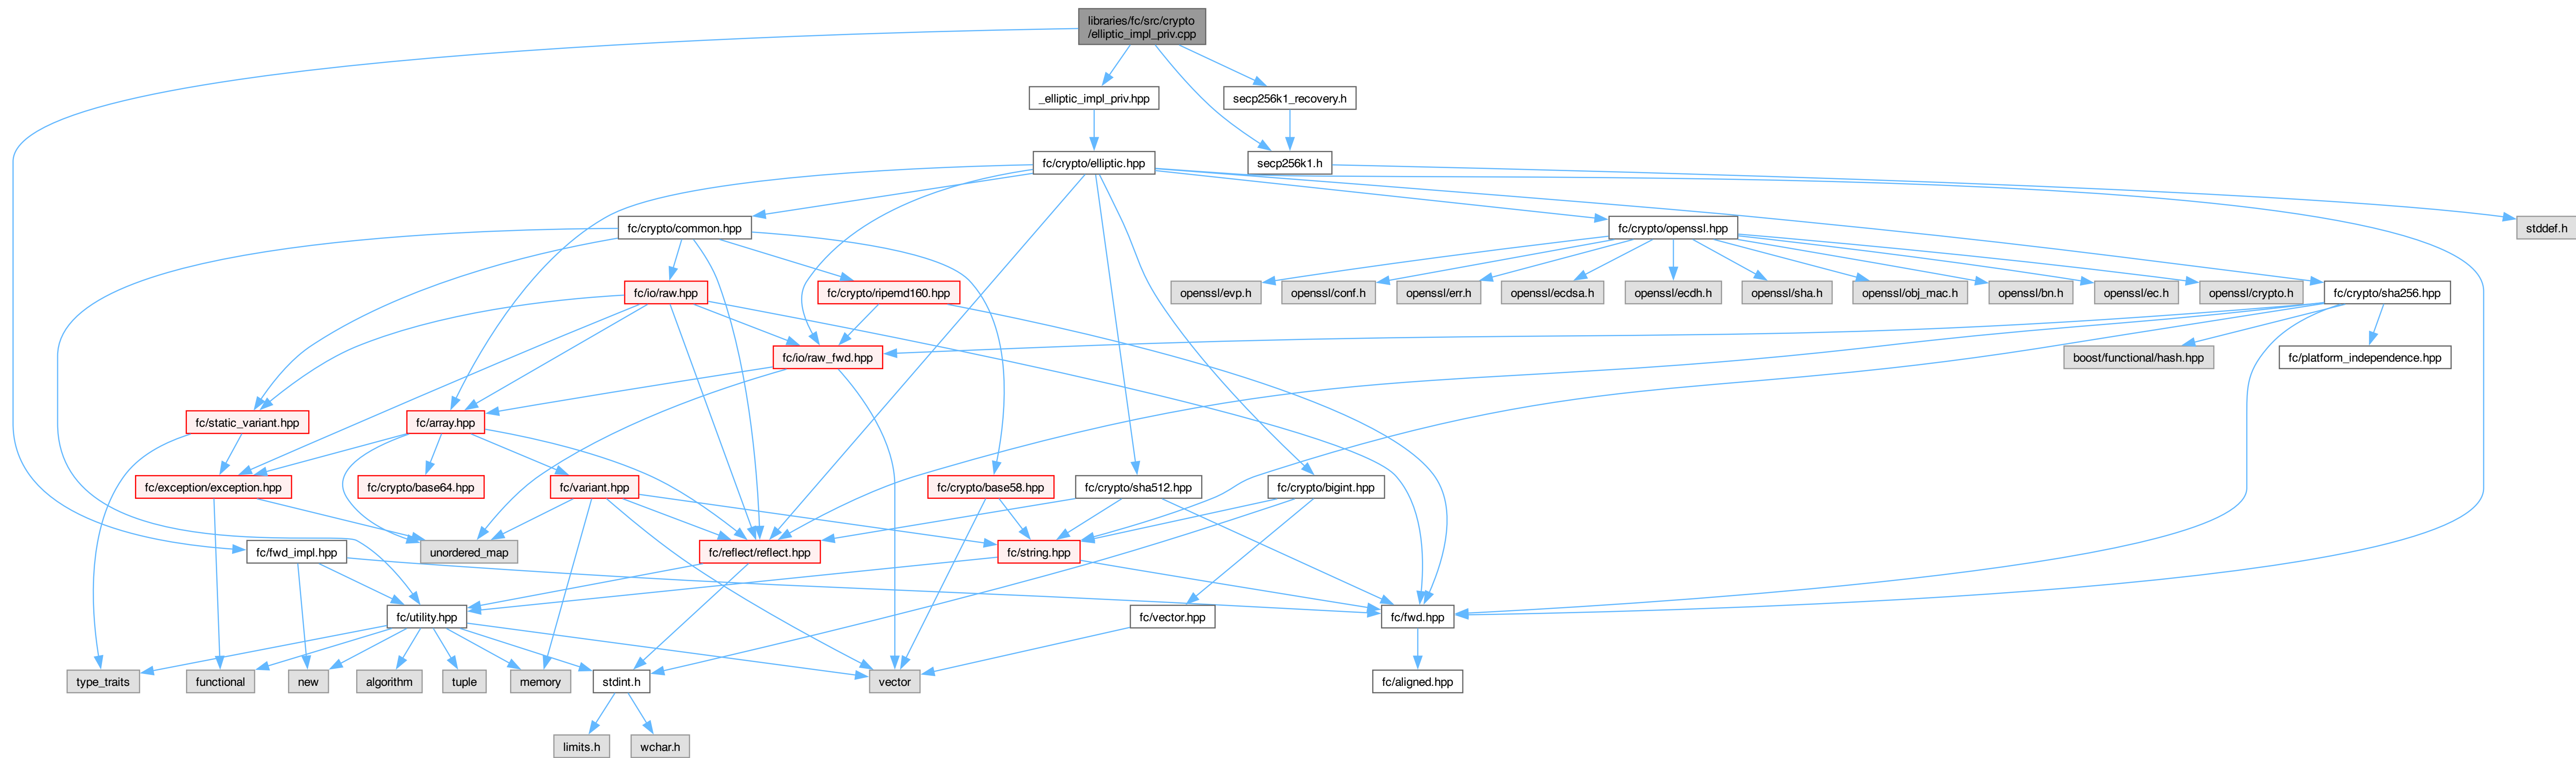 libraries/fc/src/crypto
/elliptic_impl_priv.cpp
_elliptic_impl_priv.hpp
secp256k1_recovery.h
fc/crypto/elliptic.hpp
secp256k1.h
fc/crypto/common.hpp
fc/crypto/openssl.hpp
stddef.h
fc/io/raw.hpp
fc/crypto/ripemd160.hpp
openssl/evp.h
openssl/conf.h
openssl/err.h
openssl/ecdsa.h
openssl/ecdh.h
openssl/sha.h
openssl/obj_mac.h
openssl/bn.h
openssl/ec.h
openssl/crypto.h
fc/crypto/sha256.hpp
fc/io/raw_fwd.hpp
boost/functional/hash.hpp
fc/platform_independence.hpp
fc/static_variant.hpp
fc/array.hpp
fc/exception/exception.hpp
fc/crypto/base64.hpp
fc/variant.hpp
fc/crypto/base58.hpp
fc/crypto/sha512.hpp
fc/crypto/bigint.hpp
fc/fwd_impl.hpp
unordered_map
fc/reflect/reflect.hpp
fc/string.hpp
fc/utility.hpp
fc/vector.hpp
fc/fwd.hpp
type_traits
functional
new
algorithm
tuple
memory
stdint.h
vector
fc/aligned.hpp
limits.h
wchar.h